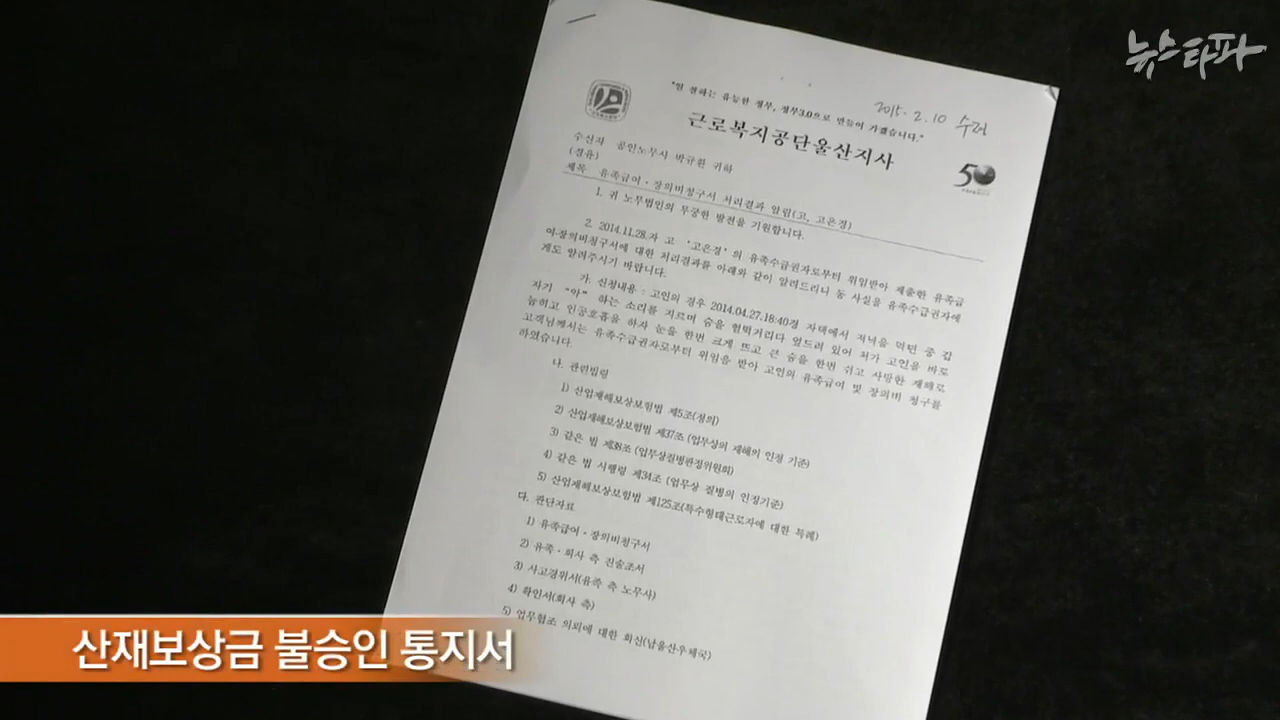 뉴스타파
"일 잘하는 유능한 정부, 정부3.0으로 만들어 가겠습니다."
2015. 2. 10 수령
근로복지공단울산지사
50
수신자 공인노무사 박규환 귀하
(경유)
제목 유족급여·장의비청구서 처리결과 알림(고, 고은경)
1. 귀 노무법인의 무궁한 발전을 기원합니다.
2. 2014.11.28.자 고 '고은경'의 유족수급권자로부터 위임받아 제출한 유족급
여·장의비청구서에 대한 처리결과를 아래와 같이 알려드리니 동 사실을 유족수급권자에
게도 알려주시기 바랍니다.
가. 신청내용 : 고인의 경우 2014.04.27.18:40경 자택에서 저녁을 먹던 중 갑
자기 "악" 하는 소리를 지르며 숨을 헐떡거리다 엎드려 있어 처가 고인을 바로
눕히고 인공호흡을 하자 눈을 한번 크게 뜨고 큰 숨을 한번 쉬고 사망한 재해로
고객님께서는 유족수급권자로부터 위임을 받아 고인의 유족급여 및 장의비 청구를
하였습니다.
나. 관련법령
1) 산업재해보상보험법 제5조(정의)
2) 산업재해보상보험법 제37조 (업무상의 재해의 인정 기준)
3) 같은 법 제38조 (업무상질병판정위원회)
4) 같은 법 시행령 제34조 (업무상 질병의 인정기준)
5) 산업재해보상보험법 제125조(특수형태근로자에 대한 특례)
다. 판단자료
1) 유족급여·장의비청구서
2) 유족·회사 측 진술조서
3) 사고경위서(유족 측 노무사)
4) 확인서(회사 측)
5) 업무협조 의뢰에 대한 회신(남울산우체국)
산재보상금 불승인 통지서